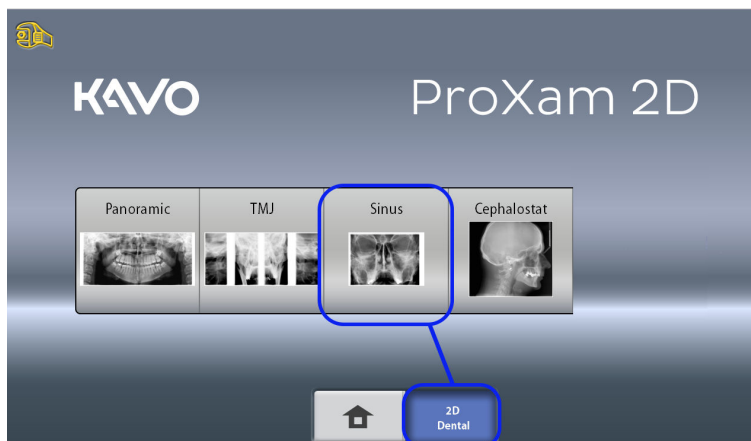 KAVO
ProXam 2D
Panoramic
TMJ
Sinus
Cephalostat
2D
Dental